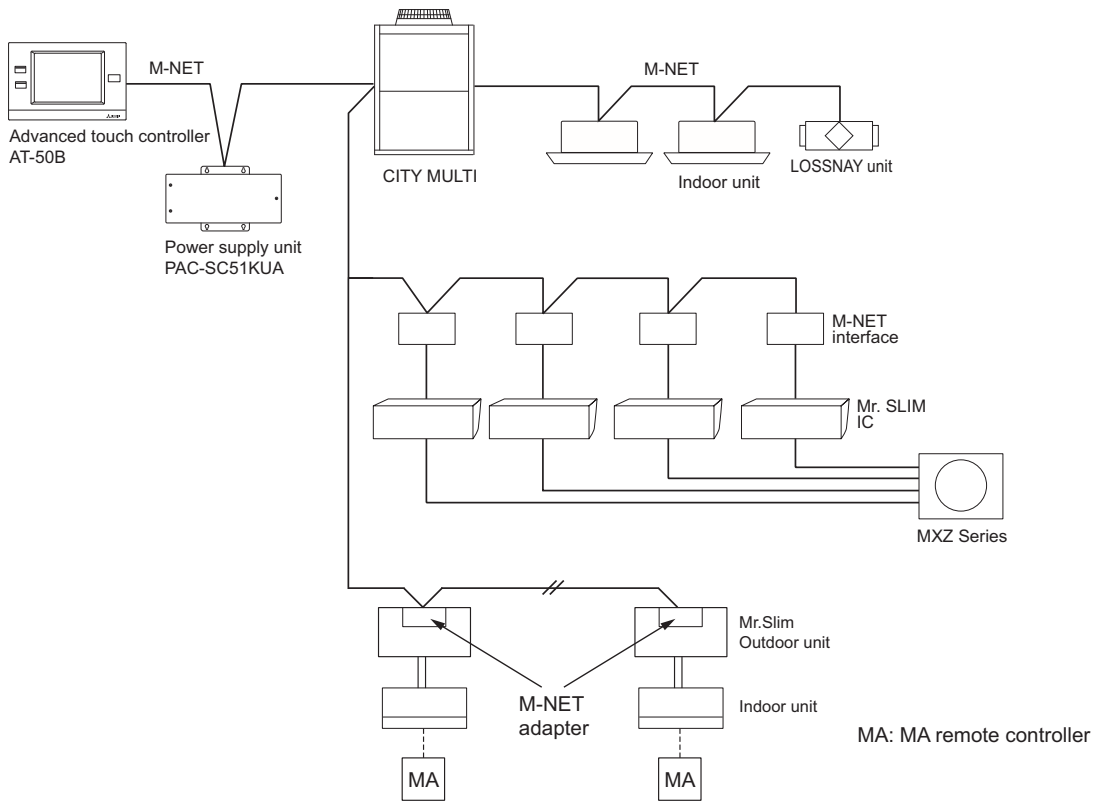 M-NET
M-NET
Advanced touch controller
AT-50B
CITY MULTI
Indoor unit
LOSSNAY unit
Power supply unit
PAC-SC51KUA
M-NET
interface
Mr. SLIM
IC
MXZ Series
Mr.Slim
Outdoor unit
M-NET
adapter
Indoor unit
MA: MA remote controller
MA
MA